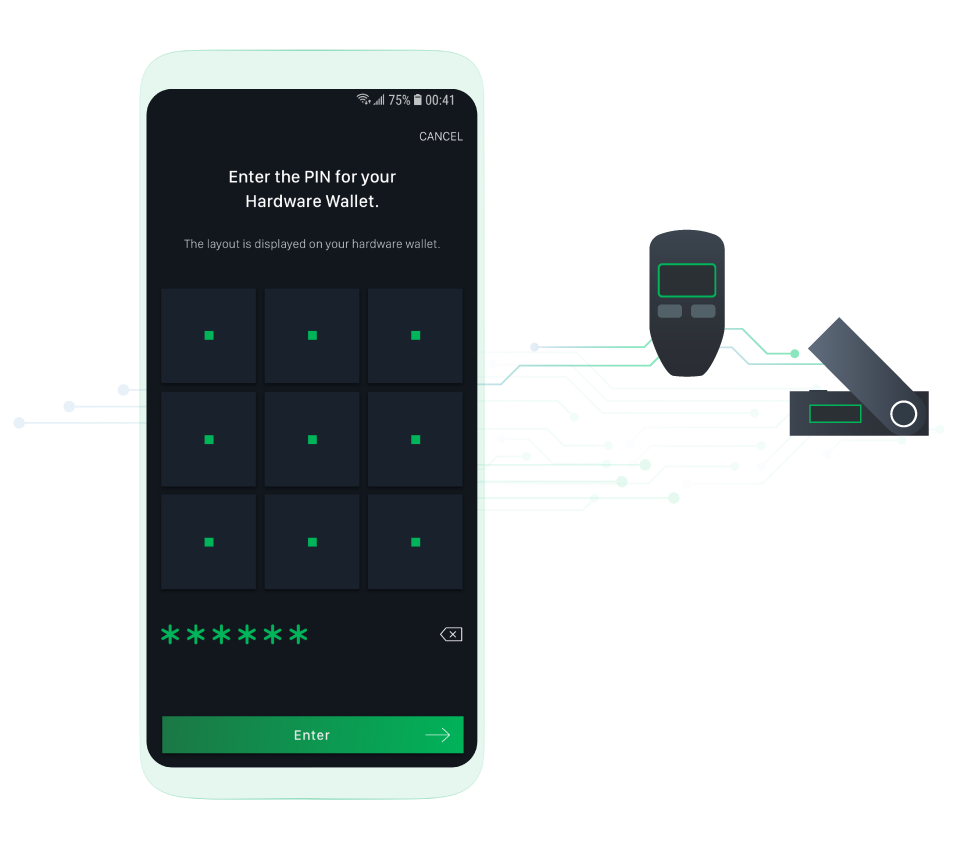 75% 00:41
CANCEL
Enter the PIN for your
Hardware Wallet.
The layout is displayed on your hardware wallet.
******
Enter